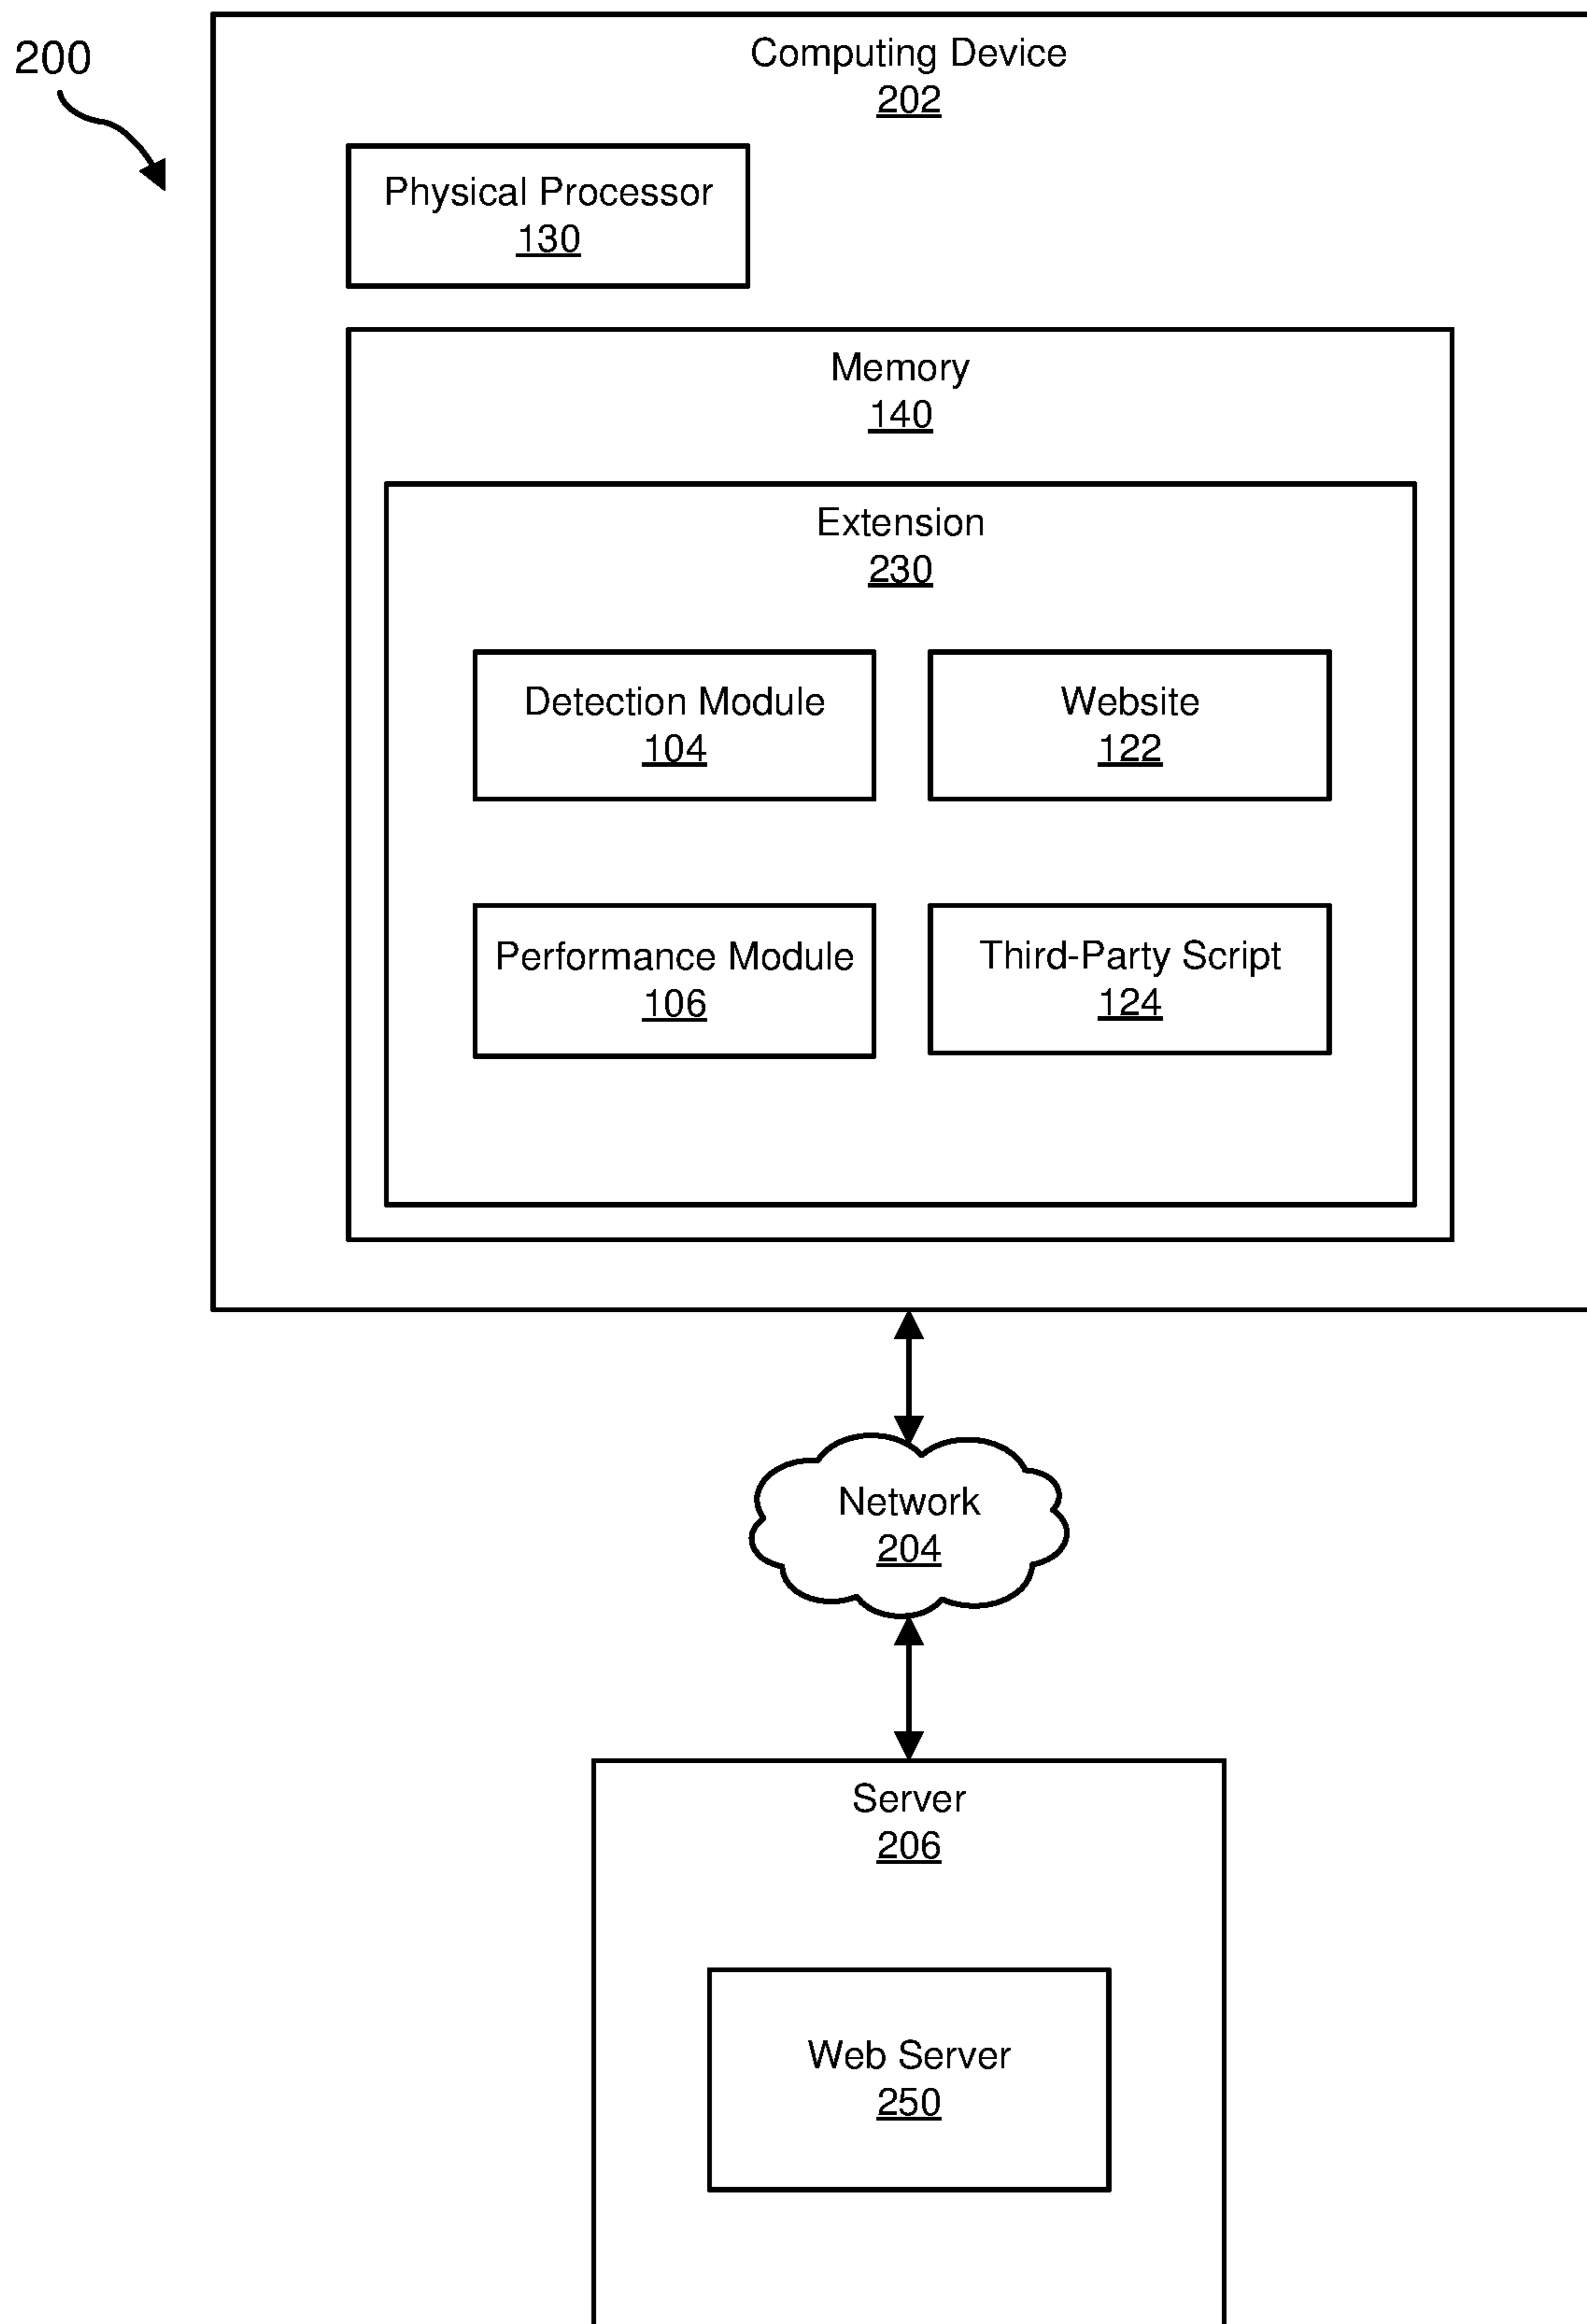 200
Computing Device
202
Physical Processor
130
Memory
140
Extension
230
Detection Module
104
Website
122
Performance Module
106
Third-Party Script
124
Network
204
Server
206
Web Server
250